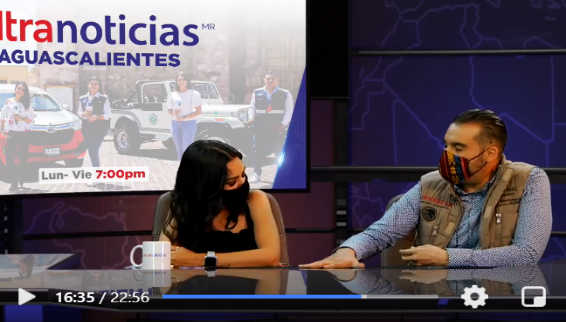 ltranoticias MR
AGUASCALIENTES
Lun- Vie 7:00pm
16:35 / 22:56